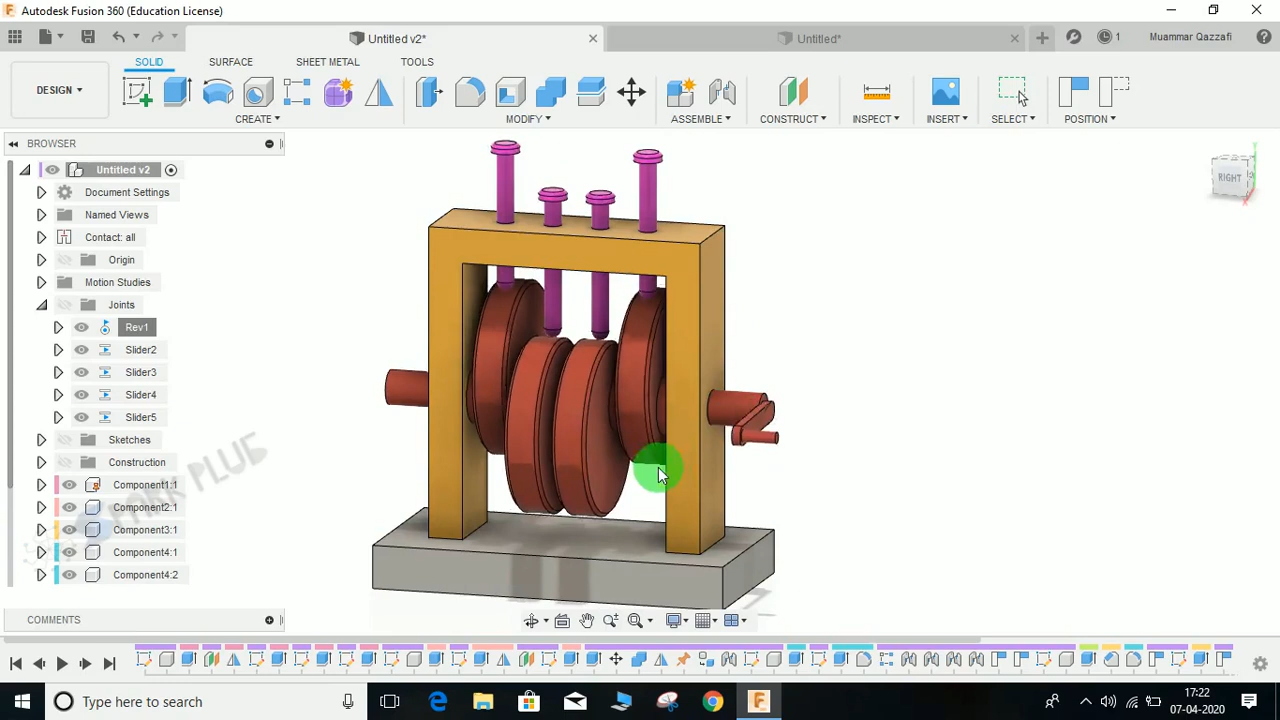 Autodesk Fusion 360 (Education License)
Untitled v2*
Untitled*
1
Muammar Qazzafi
SOLID
SURFACE
SHEET METAL
TOOLS
DESIGN
CREATE
MODIFY
ASSEMBLE
CONSTRUCT
INSPECT
INSERT
SELECT
POSITION
BROWSER
RIGHT
Untitled v2
Document Settings
Named Views
Contact: all
Origin
Motion Studies
Joints
Rev1
Slider2
Slider3
Slider4
Slider5
Sketches
Construction
Component1:1
Component2:1
Component3:1
Component4:1
Component4:2
COMMENTS
Type here to search
17:22
07-04-2020